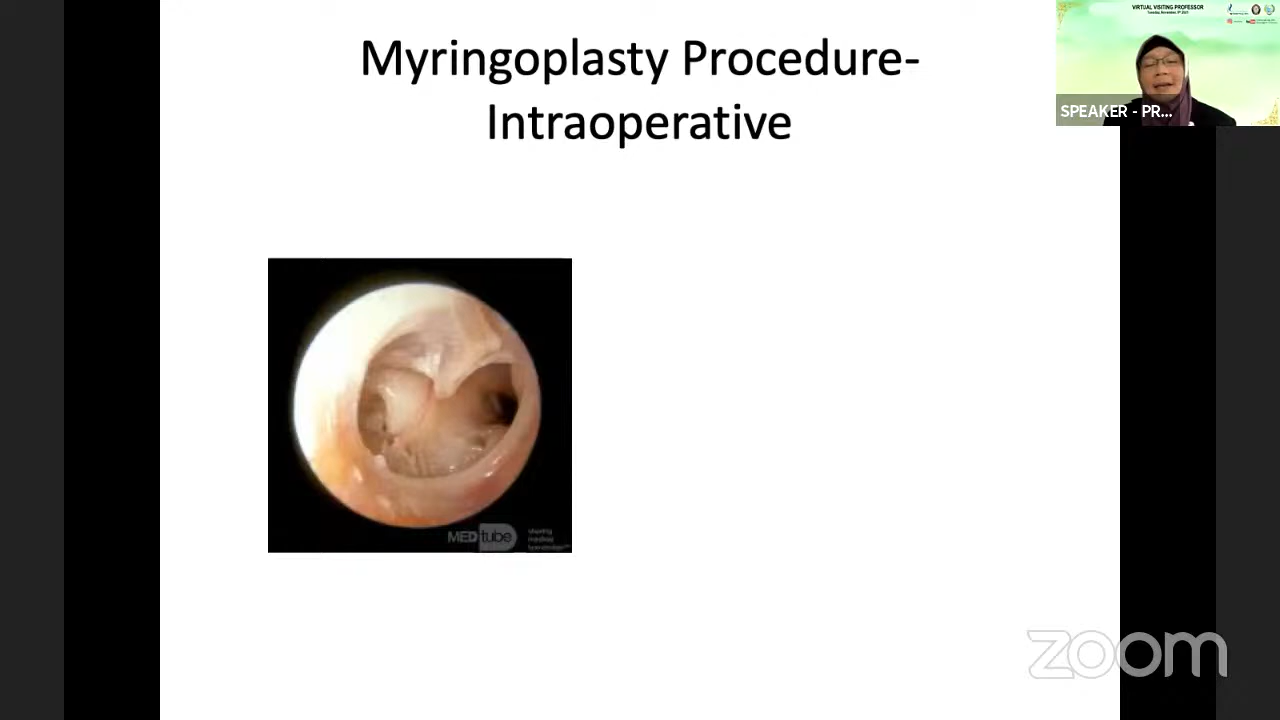 Myringoplasty Procedure-
Intraoperative
VIRTUAL VISITING PROFESSOR
SPEAKER - PR...
MEDtube
zoom